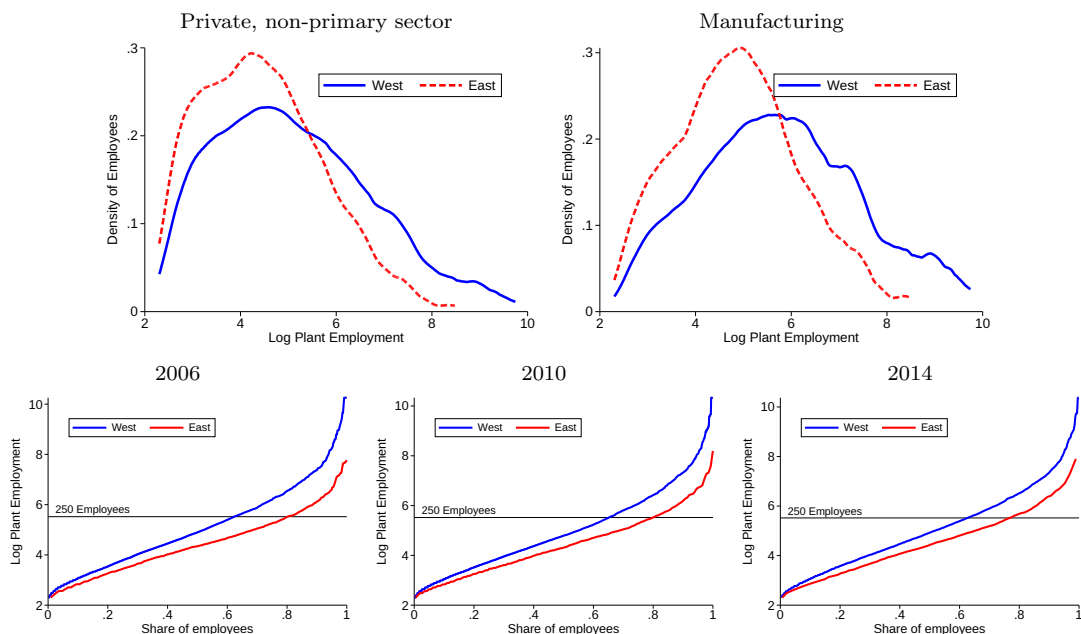 Private, non-primary sector
Manufacturing
Density of Employees
.3
.2
.1
0
West
East
2
4
6
8
10
Log Plant Employment
Density of Employees
.3
.2
.1
0
West
East
2
4
6
8
10
Log Plant Employment
2006
2010
2014
Log Plant Employment
10
8
6
4
2
West
East
250 Employees
0
.2
.4
.6
.8
1
Share of employees
Log Plant Employment
10
8
6
4
2
West
East
250 Employees
0
.2
.4
.6
.8
1
Share of employees
Log Plant Employment
10
8
6
4
2
West
East
250 Employees
0
.2
.4
.6
.8
1
Share of employees